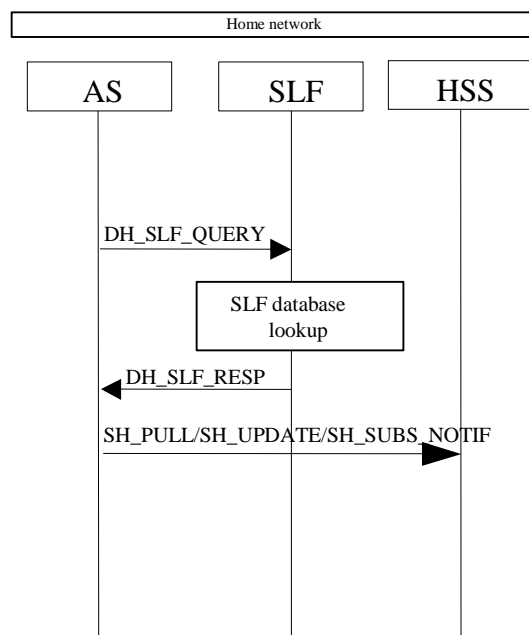 Home network
AS SLF HSS
DH_SLF_QUERY
SLF database
lookup
DH_SLF_RESP
SH_PULL/SH_UPDATE/SH_SUBS_NOTIF